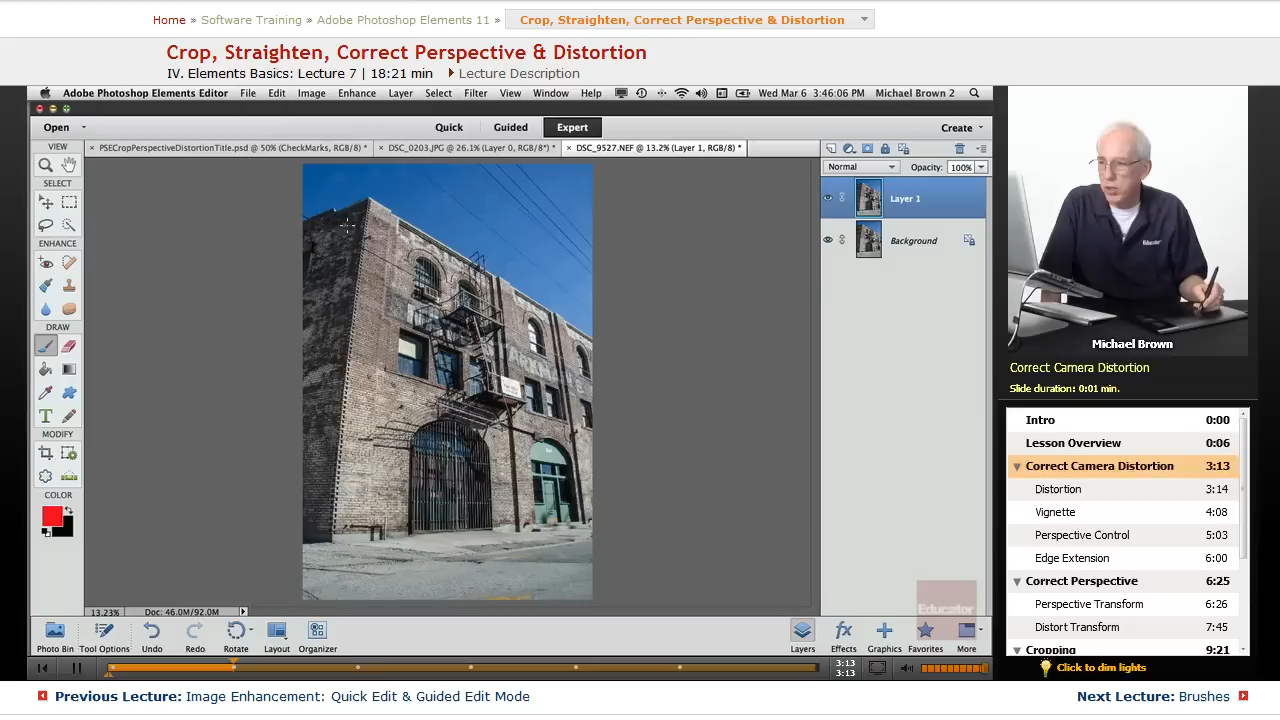 Home » Software Training » Adobe Photoshop Elements 11 » Crop, Straighten, Correct Perspective & Distortion
Crop, Straighten, Correct Perspective & Distortion
IV. Elements Basics: Lecture 7 | 18:21 min Lecture Description
Adobe Photoshop Elements Editor File Edit Image Enhance Layer Select Filter View Window Help Wed Mar 6 3:46:06 PM Michael Brown 2
Open Quick Guided Expert Create
VIEW
× PSECropPerspectiveDistortionTitle.psd @ 50% (CheckMarks, RGB/8) * × DSC_0203.JPG @ 26.1% (Layer 0, RGB/8*) * × DSC_9527.NEF @ 13.2% (Layer 1, RGB/8) *
Normal Opacity: 100%
SELECT
Layer 1
Background
ENHANCE
DRAW
MODIFY
COLOR
Educator
Michael Brown
Correct Camera Distortion
Slide duration: 0:01 min.
Intro 0:00
Lesson Overview 0:06
Correct Camera Distortion 3:13
Distortion 3:14
Vignette 4:08
Perspective Control 5:03
Edge Extension 6:00
Correct Perspective 6:25
Perspective Transform 6:26
Distort Transform 7:45
Cropping 9:21
13.23% Doc: 46.0M/92.0M
Educator
Photo Bin Tool Options Undo Redo Rotate Layout Organizer Layers Effects Graphics Favorites More
3:13
3:13
Click to dim lights
Previous Lecture: Image Enhancement: Quick Edit & Guided Edit Mode
Next Lecture: Brushes